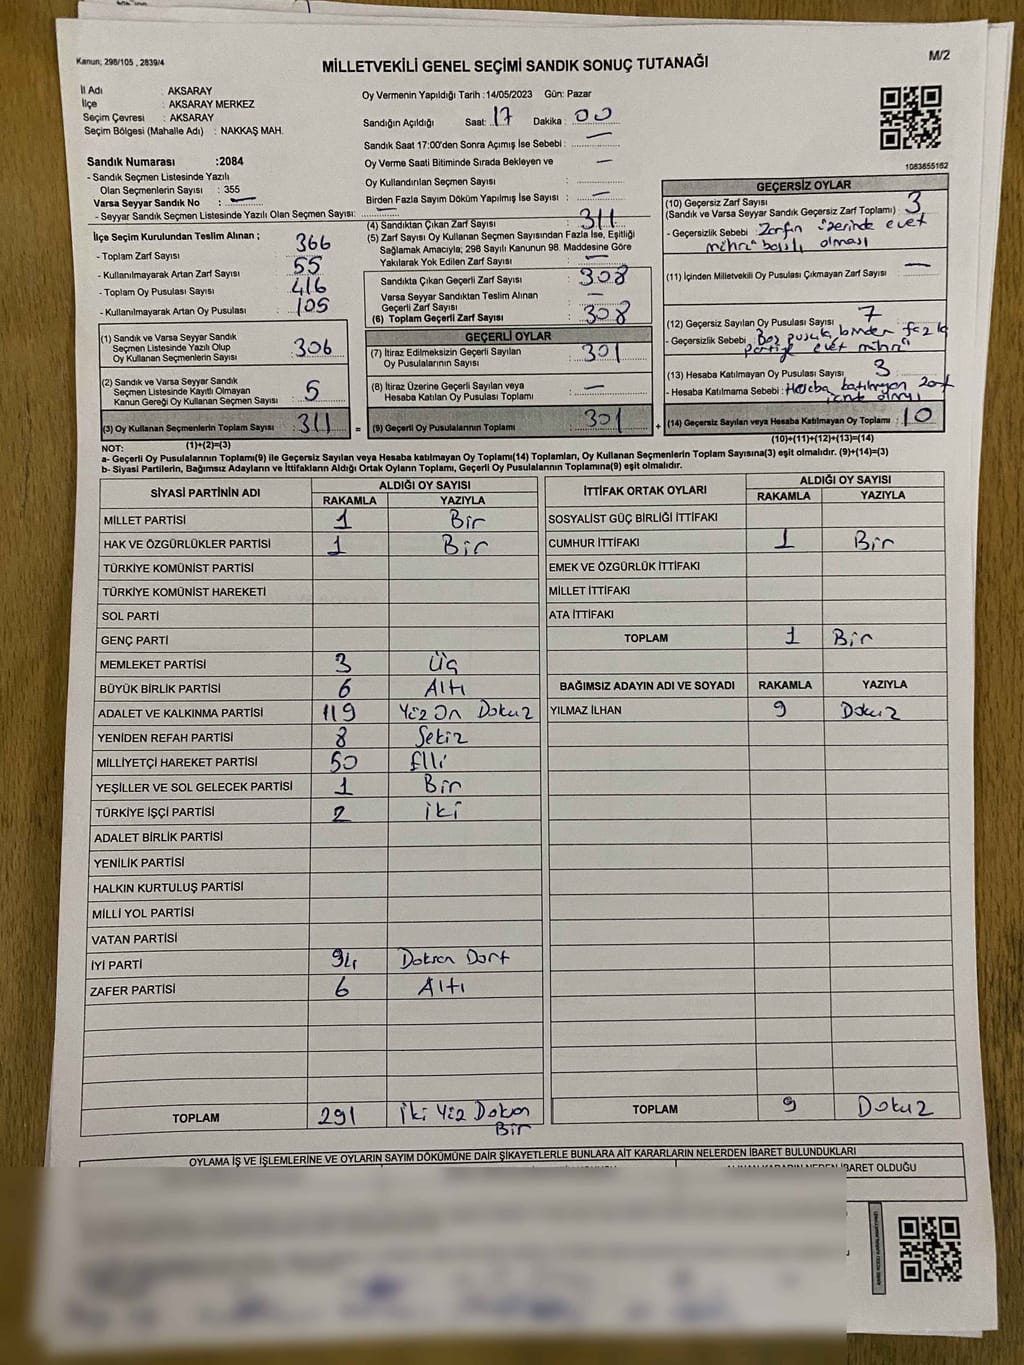 Kanun; 298/105 , 2839/4
M/2
MİLLETVEKİLİ GENEL SEÇİMİ SANDIK SONUÇ TUTANAĞI
İl Adı : AKSARAY
İlçe : AKSARAY MERKEZ
Seçim Çevresi : AKSARAY
Seçim Bölgesi (Mahalle Adı) : NAKKAŞ MAH.
Sandık Numarası :2084
- Sandık Seçmen Listesinde Yazılı
Olan Seçmenlerin Sayısı : 355
Varsa Seyyar Sandık No : —
- Seyyar Sandık Seçmen Listesinde Yazılı Olan Seçmen Sayısı: —
Oy Vermenin Yapıldığı Tarih :14/05/2023 Gün: Pazar
Sandığın Açıldığı Saat: 17 Dakika: 00
Sandık Saat 17:00'den Sonra Açımış İse Sebebi : —
Oy Verme Saati Bitiminde Sırada Bekleyen ve —
Oy Kullandırılan Seçmen Sayısı :
Birden Fazla Sayım Döküm Yapılmış İse Sayısı : —
1083655162
İlçe Seçim Kurulundan Teslim Alınan ;
- Toplam Zarf Sayısı : 366
- Kullanılmayarak Artan Zarf Sayısı : 55
- Toplam Oy Pusulası Sayısı : 416
- Kullanılmayarak Artan Oy Pusulası : 105
(1) Sandık ve Varsa Seyyar Sandık
Seçmen Listesinde Yazılı Olup
Oy Kullanan Seçmenlerin Sayısı : 306
(2) Sandık ve Varsa Seyyar Sandık
Seçmen Listesinde Kayıtlı Olmayan
Kanun Gereği Oy Kullanan Seçmen Sayısı : 5
(3) Oy Kullanan Seçmenlerin Toplam Sayısı : 311
(1)+(2)=(3)
(4) Sandıktan Çıkan Zarf Sayısı : 311
(5) Zarf Sayısı Oy Kullanan Seçmen Sayısından Fazla İse, Eşitliği
Sağlamak Amacıyla; 298 Sayılı Kanunun 98. Maddesine Göre
Yakılarak Yok Edilen Zarf Sayısı : —
Sandıkta Çıkan Geçerli Zarf Sayısı : 308
Varsa Seyyar Sandıktan Teslim Alınan
Geçerli Zarf Sayısı : —
(6) Toplam Geçerli Zarf Sayısı : 308
GEÇERLİ OYLAR
(7) İtiraz Edilmeksizin Geçerli Sayılan
Oy Pusulalarının Sayısı : 301
(8) İtiraz Üzerine Geçerli Sayılan veya
Hesaba Katılan Oy Pusulası Toplamı : —
= (9) Geçerli Oy Pusulalarının Toplamı : 301 +
GEÇERSİZ OYLAR
(10) Geçersiz Zarf Sayısı
(Sandık ve Varsa Seyyar Sandık Geçersiz Zarf Toplamı) : 3
- Geçersizlik Sebebi : Zarfın üzerinde evet
mührü basılı olması
(11) İçinden Milletvekili Oy Pusulası Çıkmayan Zarf Sayısı : —
(12) Geçersiz Sayılan Oy Pusulası Sayısı : 7
- Geçersizlik Sebebi : pusula, birden fazla
partiye evet mührü
(13) Hesaba Katılmayan Oy Pusulası Sayısı : 3
- Hesaba Katılmama Sebebi : Hesaba katılmayan zarf
(14) Geçersiz Sayılan veya Hesaba Katılmayan Oy Toplamı : 10
(10)+(11)+(12)+(13)=(14)
NOT:
a- Geçerli Oy Pusulalarının Toplamı(9) ile Geçersiz Sayılan veya Hesaba katılmayan Oy Toplamı(14) Toplamları, Oy Kullanan Seçmenlerin Toplam Sayısına(3) eşit olmalıdır. (9)+(14)=(3)
b- Siyasi Partilerin, Bağımsız Adayların ve İttifakların Aldığı Ortak Oyların Toplamı, Geçerli Oy Pusulalarının Toplamına(9) eşit olmalıdır.
SİYASİ PARTİNİN ADI ALDIĞI OY SAYISI
RAKAMLA YAZIYLA
MİLLET PARTİSİ 1 Bir
HAK VE ÖZGÜRLÜKLER PARTİSİ 1 Bir
TÜRKİYE KOMÜNİST PARTİSİ
TÜRKİYE KOMÜNİST HAREKETİ
SOL PARTİ
GENÇ PARTİ
MEMLEKET PARTİSİ 3 Üç
BÜYÜK BİRLİK PARTİSİ 6 Altı
ADALET VE KALKINMA PARTİSİ 119 Yüz On Dokuz
YENİDEN REFAH PARTİSİ 8 Sekiz
MİLLİYETÇİ HAREKET PARTİSİ 50 Elli
YEŞİLLER VE SOL GELECEK PARTİSİ 1 Bir
TÜRKİYE İŞÇİ PARTİSİ 2 iki
ADALET BİRLİK PARTİSİ
YENİLİK PARTİSİ
HALKIN KURTULUŞ PARTİSİ
MİLLİ YOL PARTİSİ
VATAN PARTİSİ
İYİ PARTİ 94 Doksan Dört
ZAFER PARTİSİ 6 Altı
TOPLAM 291 İki Yüz Doksan
Bir
İTTİFAK ORTAK OYLARI ALDIĞI OY SAYISI
RAKAMLA YAZIYLA
SOSYALİST GÜÇ BİRLİĞİ İTTİFAKI
CUMHUR İTTİFAKI 1 Bir
EMEK VE ÖZGÜRLÜK İTTİFAKI
MİLLET İTTİFAKI
ATA İTTİFAKI
TOPLAM 1 Bir
BAĞIMSIZ ADAYIN ADI VE SOYADI RAKAMLA YAZIYLA
YILMAZ İLHAN 9 Dokuz
TOPLAM 9 Dokuz
OYLAMA İŞ VE İŞLEMLERİNE VE OYLARIN SAYIM DÖKÜMÜNE DAİR ŞİKAYETLERLE BUNLARA AİT KARARLARIN NELERDEN İBARET BULUNDUKLARI
İBARET OLDUĞU